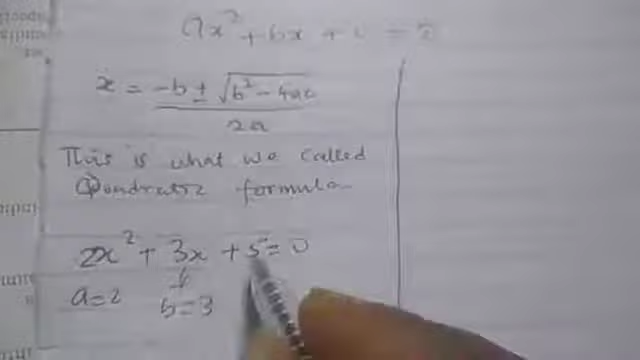 ax² + bx + c = 0
x = -b ± √b² - 4ac
2a
This is what we called
Quadratic formula
2x² + 3x + 5 = 0
a=2 b=3